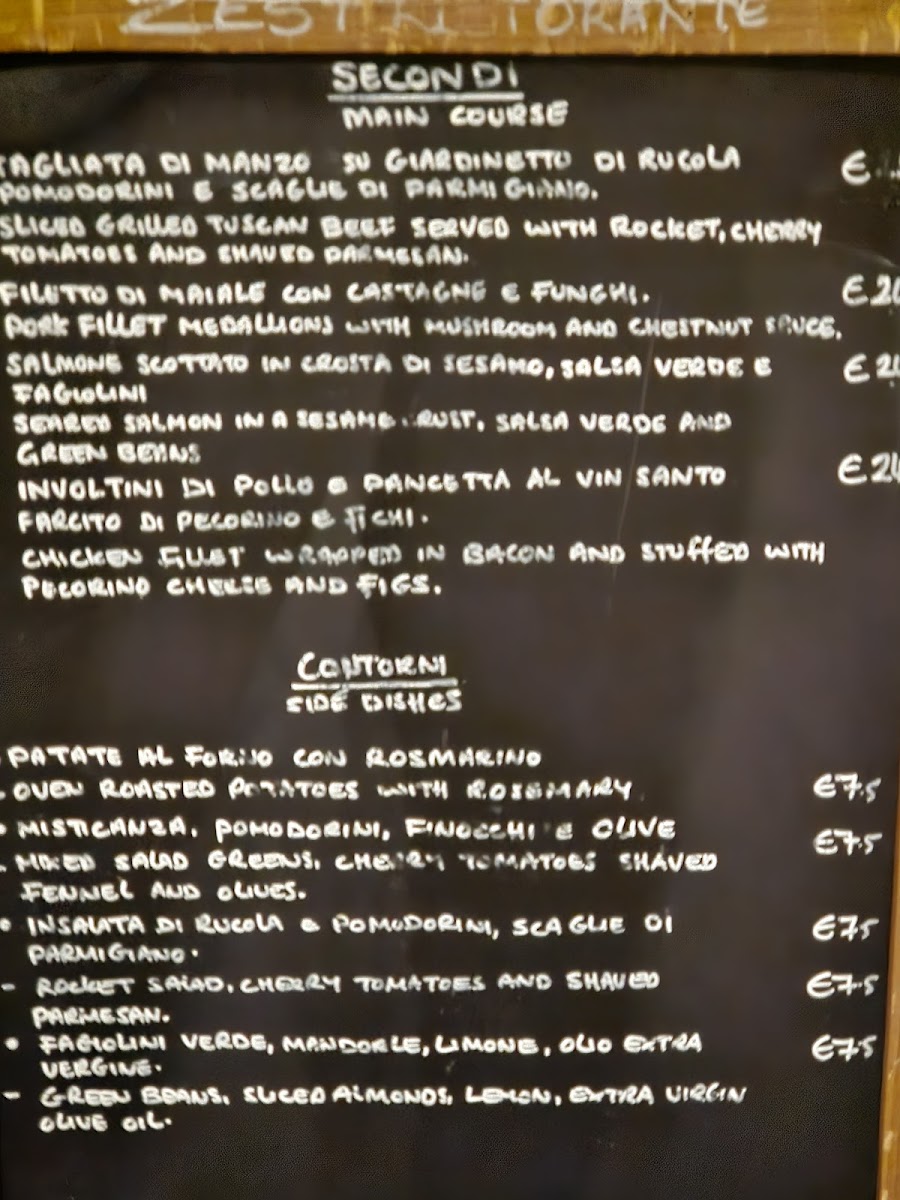 ZEST RISTORANTE
SECONDI
MAIN COURSE
TAGLIATA DI MANZO SU GIARDINETTO DI RUCOLA €
POMODORINI E SCAGLIE DI PARMIGIANO.
SLICED GRILLED TUSCAN BEEF SERVED WITH ROCKET, CHERRY
TOMATOES AND SHAVED PARMESAN.
FILETTO DI MAIALE CON CASTAGNE E FUNGHI. €20
PORK FILLET MEDALLIONS WITH MUSHROOM AND CHESTNUT SAUCE.
SALMONE SCOTTATO IN CROSTA DI SESAMO, SALSA VERDE E €
FAGIOLINI
SEARED SALMON IN A SESAME CRUST, SALSA VERDE AND
GREEN BEANS
INVOLTINI DI POLLO E PANCETTA AL VIN SANTO €24
FARCITO DI PECORINO E FICHI.
CHICKEN WRAPPED IN BACON AND STUFFED WITH
PECORINO CHEESE AND FIGS.
CONTORNI
SIDE DISHES
PATATE AL FORNO CON ROSMARINO
- OVEN ROASTED POTATOES WITH ROSEMARY €7.5
• MISTICANZA, POMODORINI, FINOCCHI E OLIVE €7.5
- MIXED SALAD GREENS, CHERRY TOMATOES SHAVED
FENNEL AND OLIVES.
• INSALATA DI RUCOLA E POMODORINI, SCAGLIE DI €7.5
PARMIGIANO.
- ROCKET SALAD, CHERRY TOMATOES AND SHAVED €7.5
PARMESAN.
• FAGIOLINI VERDE, MANDORLE, LIMONE, OLIO EXTRA €7.5
VERGINE.
- GREEN BEANS, SLICED ALMONDS, LEMON, EXTRA VIRGIN
OLIVE OIL.